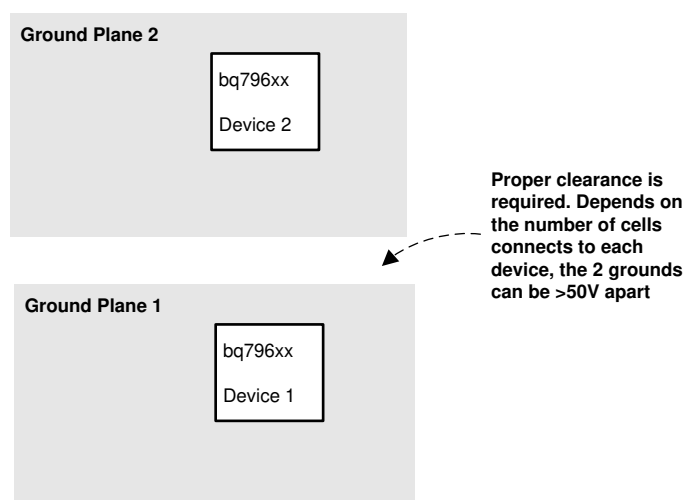 Ground Plane 2
bq796xx
Device 2
Proper clearance is
required. Depends on
the number of cells
connects to each
device, the 2 grounds
can be >50V apart
Ground Plane 1
bq796xx
Device 1